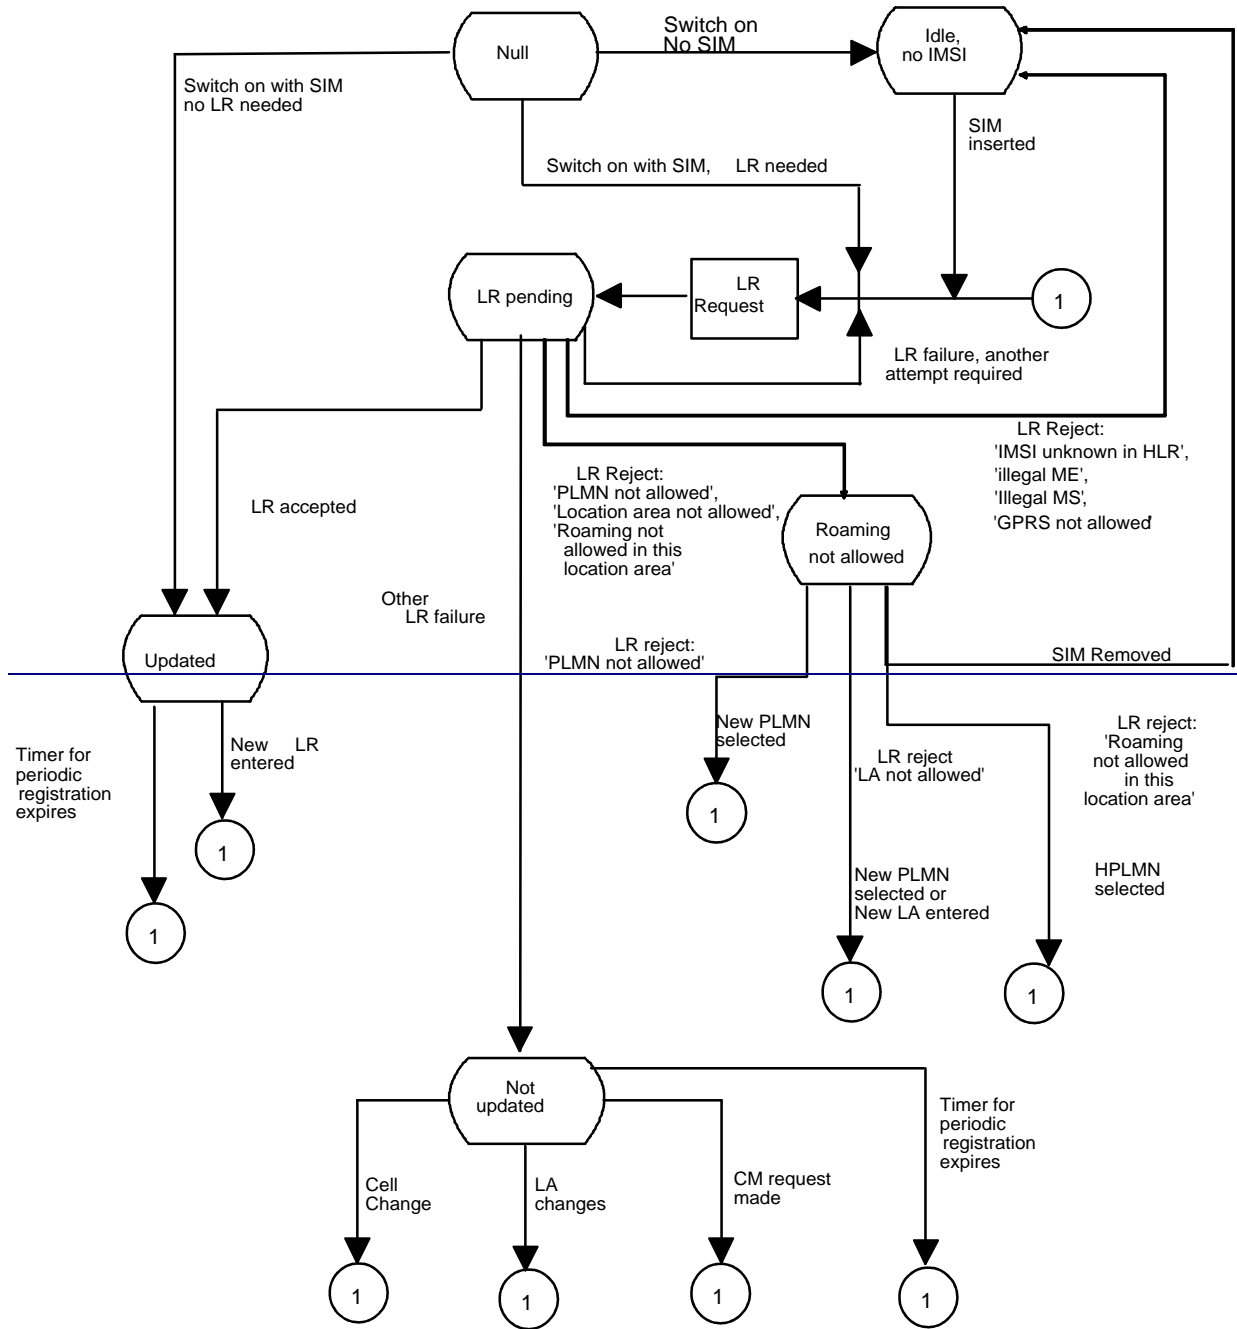 Switch on
No SIM
Null
Idle,
no IMSI
Switch on with SIM
no LR needed
SIM
inserted
Switch on with SIM, LR needed
LR pending
LR
Request
1
LR failure, another
attempt required
LR Reject:
'IMSI unknown in HLR',
'illegal ME',
'Illegal MS',
'GPRS not allowed'
LR Reject:
'PLMN not allowed',
'Location area not allowed',
'Roaming not
allowed in this
location area'
LR accepted
Roaming
not allowed
Other
LR failure
LR reject:
'PLMN not allowed'
SIM Removed
Updated
New PLMN
selected
LR reject:
'Roaming
not allowed
in this
location area'
New LR
entered
Timer for
periodic
registration
expires
LR reject
'LA not allowed'
1
1
New PLMN
selected or
New LA entered
HPLMN
selected
1
1
1
Not
updated
Timer for
periodic
registration
expires
Cell
Change
LA
changes
CM request
made
1
1
1
1